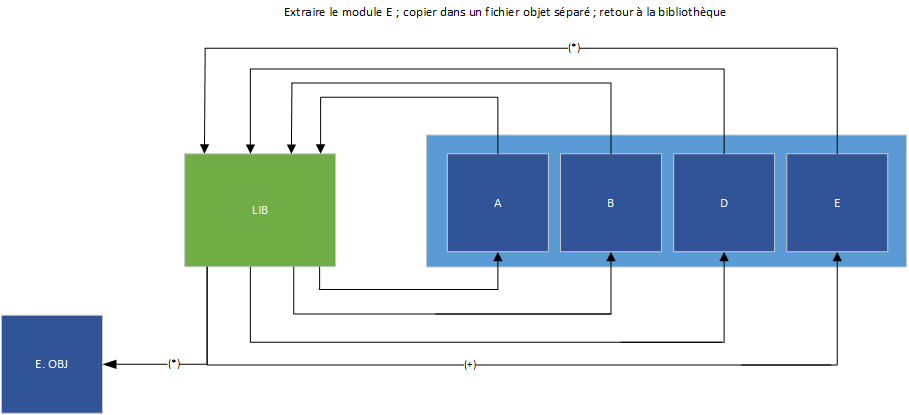 Extraire le module E ; copier dans un fichier objet séparé ; retour à la bibliothèque
(*)
LIB
A
B
D
E
E. OBJ
(*)
(+)